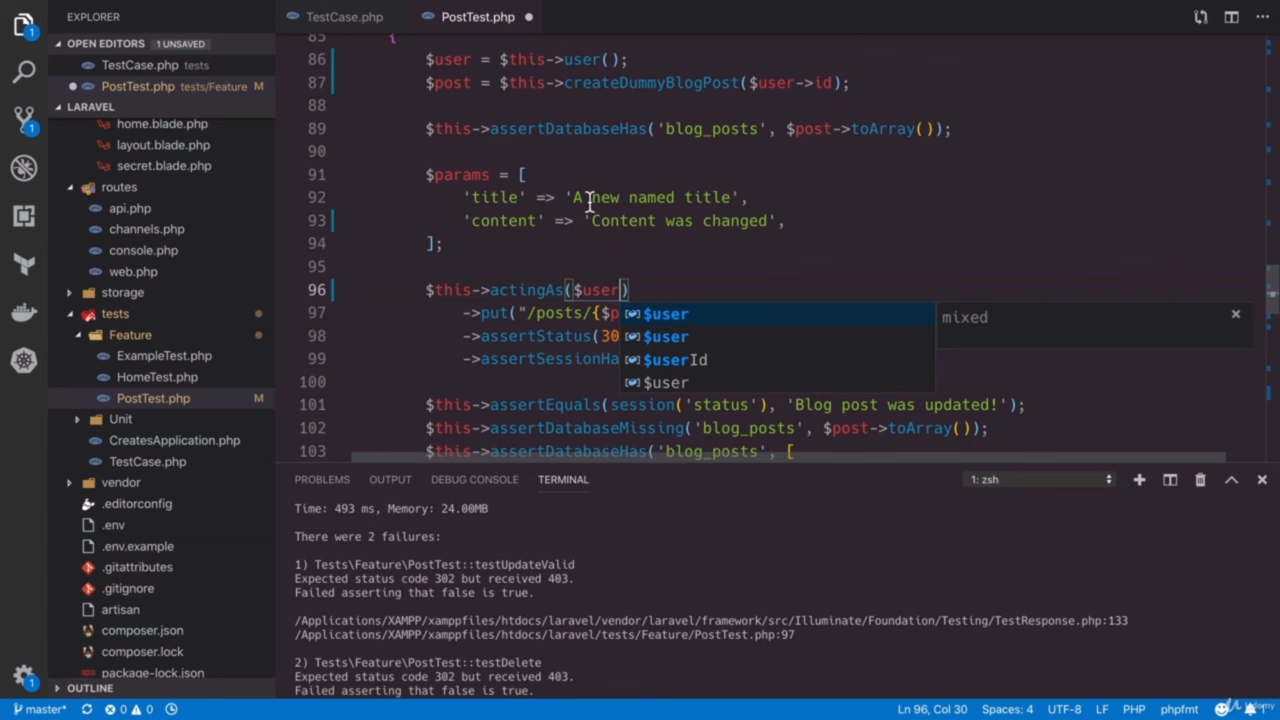 EXPLORER
OPEN EDITORS 1 UNSAVED
TestCase.php tests
PostTest.php tests/Feature M
LARAVEL
home.blade.php
layout.blade.php
secret.blade.php
routes
api.php
channels.php
console.php
web.php
storage
tests
Feature
ExampleTest.php
HomeTest.php
PostTest.php M
Unit
CreatesApplication.php
TestCase.php
vendor
.editorconfig
.env
.env.example
.gitattributes
.gitignore
artisan
composer.json
composer.lock
package-lock.json
OUTLINE
TestCase.php PostTest.php
85 {
86 $user = $this->user();
87 $post = $this->createDummyBlogPost($user->id);
88
89 $this->assertDatabaseHas('blog_posts', $post->toArray());
90
91 $params = [
92 'title' => 'A new named title',
93 'content' => 'Content was changed',
94 ];
95
96 $this->actingAs($user)
97 ->put("/posts/{$p
98 ->assertStatus(30
99 ->assertSessionHa
100
101 $this->assertEquals(session('status'), 'Blog post was updated!');
102 $this->assertDatabaseMissing('blog_posts', $post->toArray());
103 $this->assertDatabaseHas('blog_posts', [
$user mixed
$user
$userId
$user
PROBLEMS OUTPUT DEBUG CONSOLE TERMINAL 1: zsh
Time: 493 ms, Memory: 24.00MB
There were 2 failures:
1) Tests\Feature\PostTest::testUpdateValid
Expected status code 302 but received 403.
Failed asserting that false is true.
/Applications/XAMPP/xamppfiles/htdocs/laravel/vendor/laravel/framework/src/Illuminate/Foundation/Testing/TestResponse.php:133
/Applications/XAMPP/xamppfiles/htdocs/laravel/tests/Feature/PostTest.php:97
2) Tests\Feature\PostTest::testDelete
Expected status code 302 but received 403.
Failed asserting that false is true.
master* 0 0 Ln 96, Col 30 Spaces: 4 UTF-8 LF PHP phpfmt 1